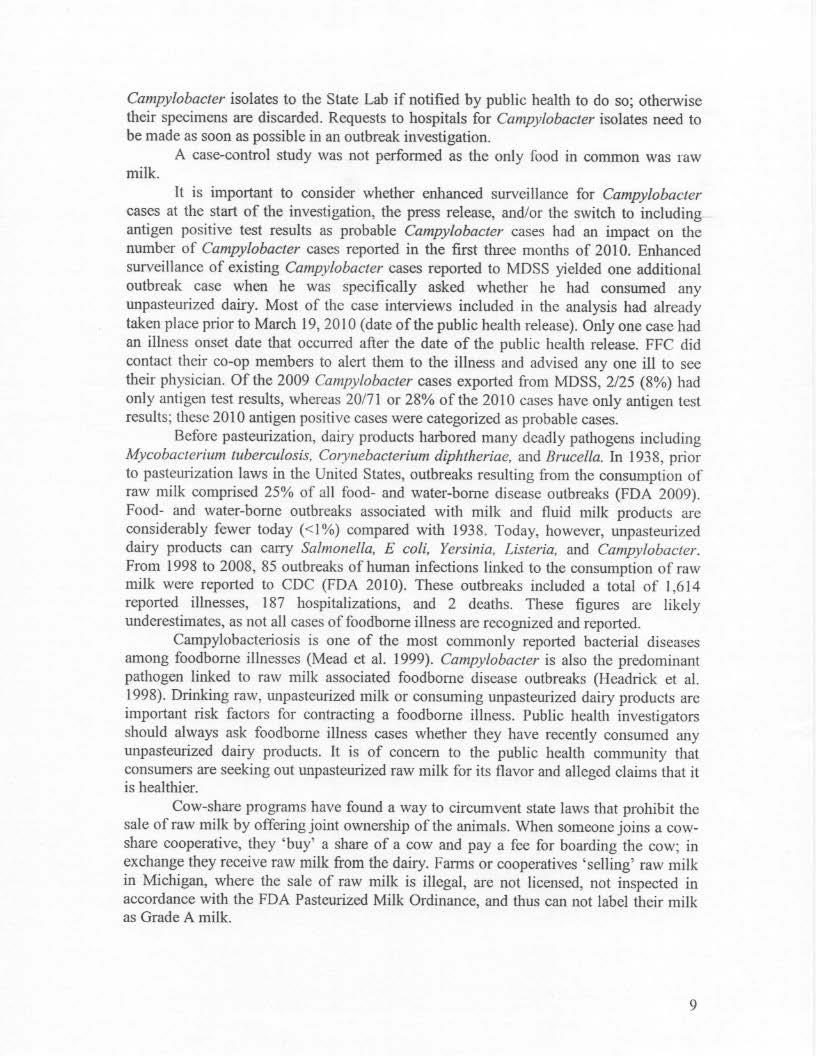 Campylobacter isolates to the State Lab if notified by public health to do so; otherwise
their specimens are discarded. Requests to hospitals for Campylobacter isolates need to
be made as soon as possible in an outbreak investigation.
A case-control study was not performed as the only food in common was raw
milk.
It is important to consider whether enhanced surveillance for Campylobacter
cases at the start of the investigation, the press release, and/or the switch to including
antigen positive test results as probable Campylobacter cases had an impact on the
number of Campylobacter cases reported in the first three months of 2010. Enhanced
surveillance of existing Campylobacter cases reported to MDSS yielded one additional
outbreak case when he was specifically asked whether he had consumed any
unpasteurized dairy. Most of the case interviews included in the analysis had already
taken place prior to March 19, 2010 (date of the public health release). Only one case had
an illness onset date that occurred after the date of the public health release. FFC did
contact their co-op members to alert them to the illness and advised any one ill to see
their physician. Of the 2009 Campylobacter cases exported from MDSS, 2/25 (8%) had
only antigen test results, whereas 20/71 or 28% of the 2010 cases have only antigen test
results; these 2010 antigen positive cases were categorized as probable cases.
Before pasteurization, dairy products harbored many deadly pathogens including
Mycobacterium tuberculosis, Corynebacterium diphtheriae, and Brucella. In 1938, prior
to pasteurization laws in the United States, outbreaks resulting from the consumption of
raw milk comprised 25% of all food- and water-borne disease outbreaks (FDA 2009).
Food- and water-borne outbreaks associated with milk and fluid milk products are
considerably fewer today (<1%) compared with 1938. Today, however, unpasteurized
dairy products can carry Salmonella, E coli, Yersinia, Listeria, and Campylobacter.
From 1998 to 2008, 85 outbreaks of human infections linked to the consumption of raw
milk were reported to CDC (FDA 2010). These outbreaks included a total of 1,614
reported illnesses, 187 hospitalizations, and 2 deaths. These figures are likely
underestimates, as not all cases of foodborne illness are recognized and reported.
Campylobacteriosis is one of the most commonly reported bacterial diseases
among foodborne illnesses (Mead et al. 1999). Campylobacter is also the predominant
pathogen linked to raw milk associated foodborne disease outbreaks (Headrick et al.
1998). Drinking raw, unpasteurized milk or consuming unpasteurized dairy products are
important risk factors for contracting a foodborne illness. Public health investigators
should always ask foodborne illness cases whether they have recently consumed any
unpasteurized dairy products. It is of concern to the public health community that
consumers are seeking out unpasteurized raw milk for its flavor and alleged claims that it
is healthier.
Cow-share programs have found a way to circumvent state laws that prohibit the
sale of raw milk by offering joint ownership of the animals. When someone joins a cow-
share cooperative, they ‘buy’ a share of a cow and pay a fee for boarding the cow; in
exchange they receive raw milk from the dairy. Farms or cooperatives ‘selling’ raw milk
in Michigan, where the sale of raw milk is illegal, are not licensed, not inspected in
accordance with the FDA Pasteurized Milk Ordinance, and thus can not label their milk
as Grade A milk.
9